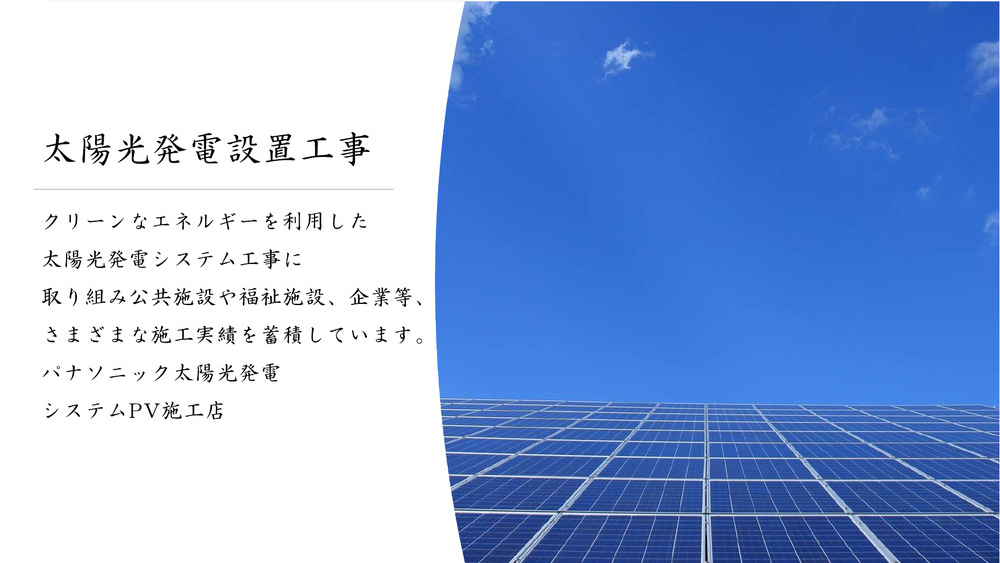 太陽光発電設置工事
クリーンなエネルギーを利用した
太陽光発電システム工事に
取り組み公共施設や福祉施設、企業等、
さまざまな施工実績を蓄積しています。
パナソニック太陽光発電
システムPV施工店